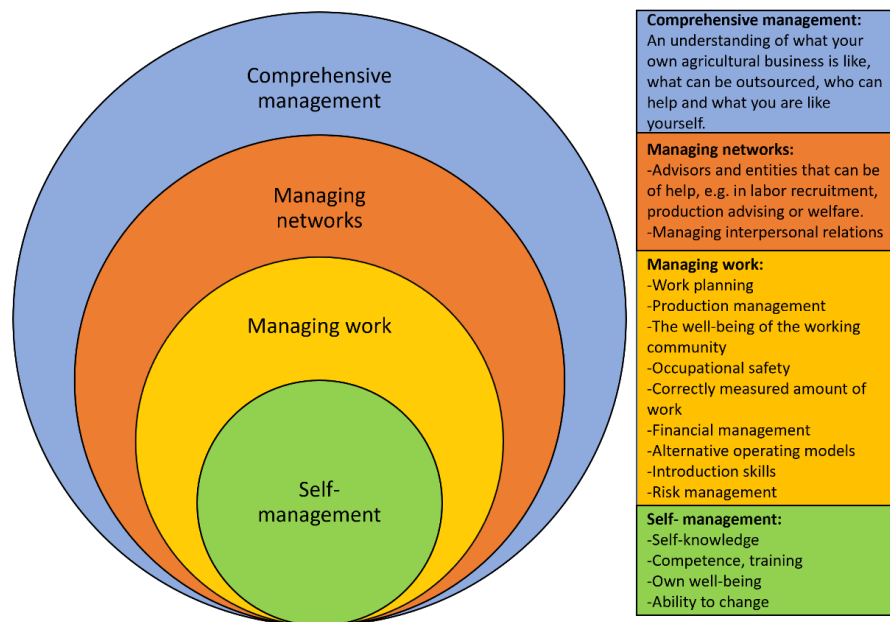 Comprehensive
management
Managing
networks
Managing work
Self-
management
Comprehensive management:
An understanding of what your
own agricultural business is like,
what can be outsourced, who can
help and what you are like
yourself.
Managing networks:
-Advisors and entities that can be
of help, e.g. in labor recruitment,
production advising or welfare.
-Managing interpersonal relations
Managing work:
-Work planning
-Production management
-The well-being of the working
community
-Occupational safety
-Correctly measured amount of
work
-Financial management
-Alternative operating models
-Introduction skills
-Risk management
Self- management:
-Self-knowledge
-Competence, training
-Own well-being
-Ability to change